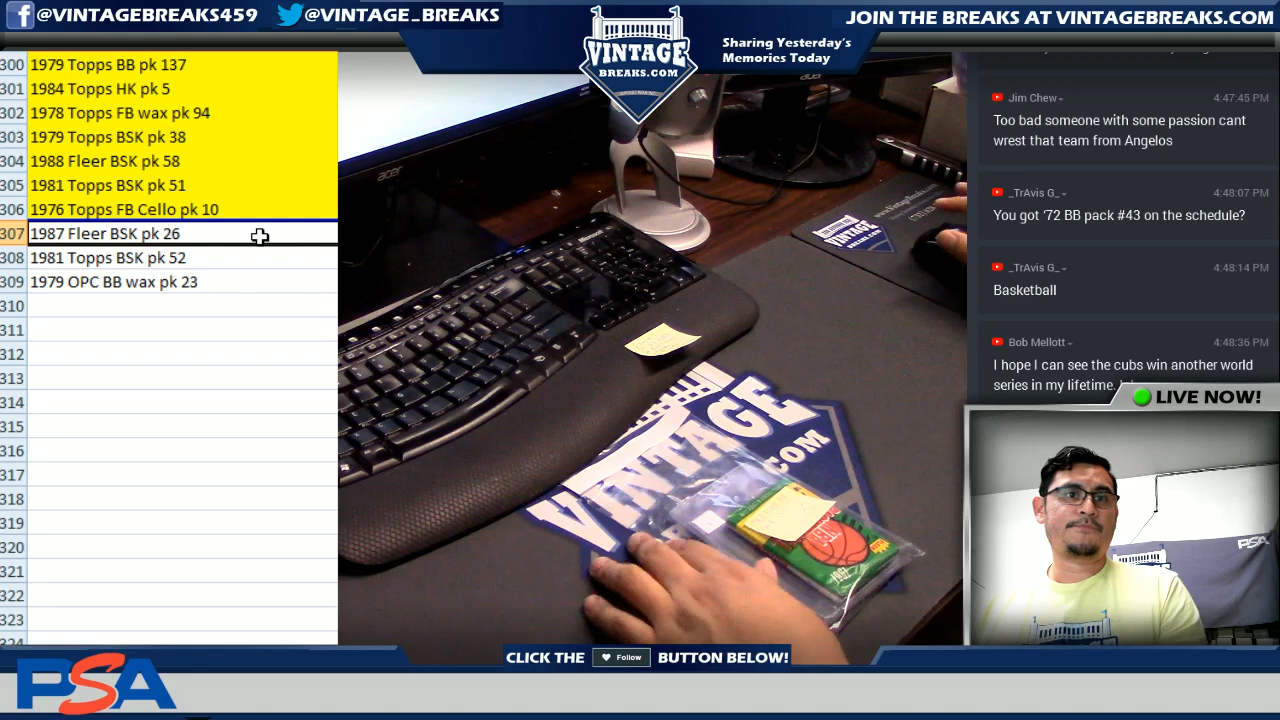 @VINTAGEBREAKS459
@VINTAGE_BREAKS
VINTAGE
BREAKS.COM
Sharing Yesterday's
Memories Today
JOIN THE BREAKS AT VINTAGEBREAKS.COM
300 1979 Topps BB pk 137
301 1984 Topps HK pk 5
302 1978 Topps FB wax pk 94
303 1979 Topps BSK pk 38
304 1988 Fleer BSK pk 58
305 1981 Topps BSK pk 51
306 1976 Topps FB Cello pk 10
307 1987 Fleer BSK pk 26
308 1981 Topps BSK pk 52
309 1979 OPC BB wax pk 23
310
311
312
313
314
315
316
317
318
319
320
321
322
323
324
acer
VINTAGE
.COM
Jim Chew 4:47:45 PM
Too bad someone with some passion cant
wrest that team from Angelos
_TrAvis G_ 4:48:07 PM
You got '72 BB pack #43 on the schedule?
_TrAvis G_ 4:48:14 PM
Basketball
Bob Mellott 4:48:36 PM
I hope I can see the cubs win another world
series in my lifetime.
LIVE NOW!
PSA
CLICK THE Follow BUTTON BELOW!
PSA